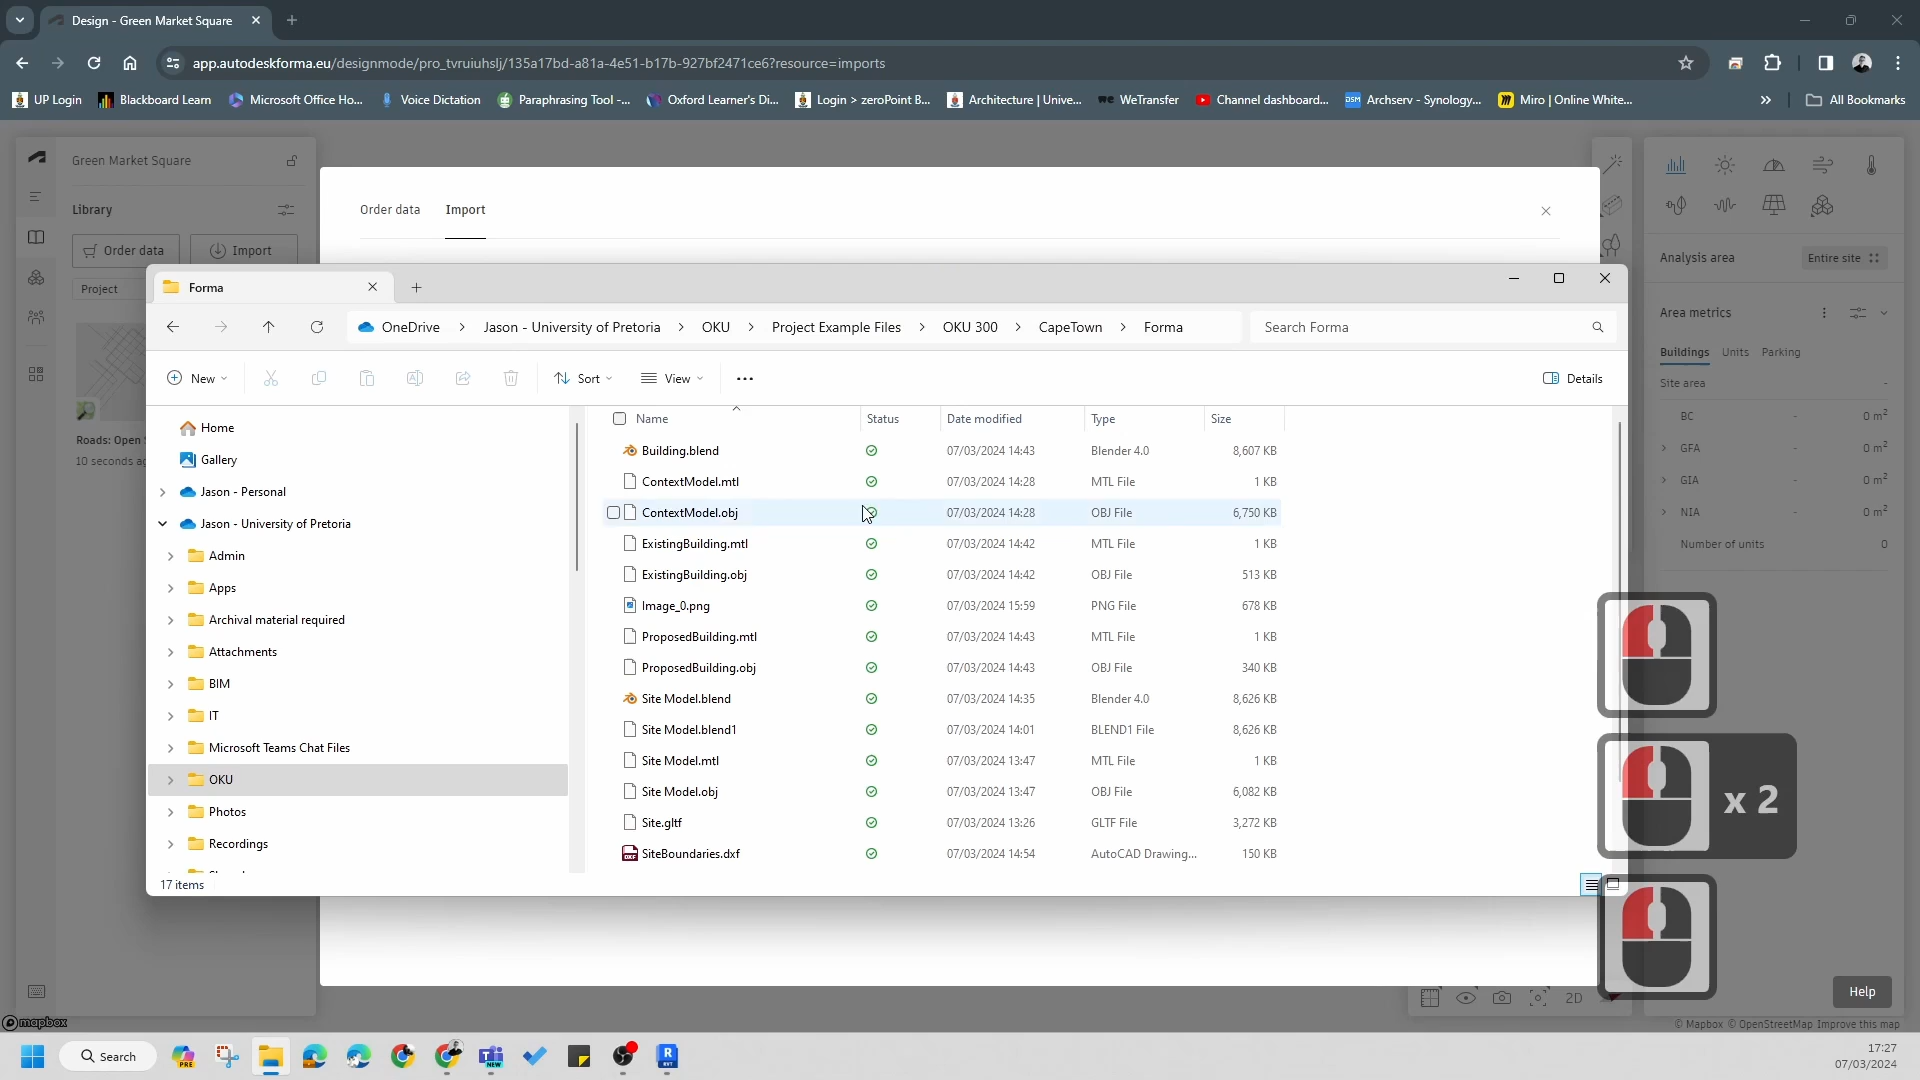 Design - Green Market Square
app.autodeskforma.eu/designmode/pro_tvruiuhslj/135a17bd-a81a-4e51-b17b-927bf2471ce6?resource=imports
UP Login
Blackboard Learn
Microsoft Office Ho...
Voice Dictation
Paraphrasing Tool -...
Oxford Learner's Di...
Login > zeroPoint B...
Architecture | Unive...
WeTransfer
Channel dashboard...
Archserv - Synology,...
Miro | Online White...
All Bookmarks
Green Market Square
Library
Order data
Import
Project
Roads: Open S
10 seconds ag
Order data
Import
Forma
OneDrive > Jason - University of Pretoria > OKU > Project Example Files > OKU 300 > CapeTown > Forma
Search Forma
New
Sort
View
Details
Home
Gallery
Jason - Personal
Jason - University of Pretoria
Admin
Apps
Archival material required
Attachments
BIM
IT
Microsoft Teams Chat Files
OKU
Photos
Recordings
17 items
Name Status Date modified Type Size
Building.blend 07/03/2024 14:43 Blender 4.0 8,607 KB
ContextModel.mtl 07/03/2024 14:28 MTL File 1 KB
ContextModel.obj 07/03/2024 14:28 OBJ File 6,750 KB
ExistingBuilding.mtl 07/03/2024 14:42 MTL File 1 KB
ExistingBuilding.obj 07/03/2024 14:42 OBJ File 513 KB
Image_0.png 07/03/2024 15:59 PNG File 678 KB
ProposedBuilding.mtl 07/03/2024 14:43 MTL File 1 KB
ProposedBuilding.obj 07/03/2024 14:43 OBJ File 340 KB
Site Model.blend 07/03/2024 14:35 Blender 4.0 8,626 KB
Site Model.blend1 07/03/2024 14:01 BLEND1 File 8,626 KB
Site Model.mtl 07/03/2024 13:47 MTL File 1 KB
Site Model.obj 07/03/2024 13:47 OBJ File 6,082 KB
Site.gltf 07/03/2024 13:26 GLTF File 3,272 KB
SiteBoundaries.dxf 07/03/2024 14:54 AutoCAD Drawing... 150 KB
Analysis area
Entire site
Area metrics
Buildings Units Parking
Site area -
BC - 0 m²
GFA - 0 m²
GIA - 0 m²
NIA - 0 m²
Number of units 0
x 2
2D
Help
mapbox
© Mapbox © OpenStreetMap Improve this map
Search
PRE
NEW
17:27
07/03/2024